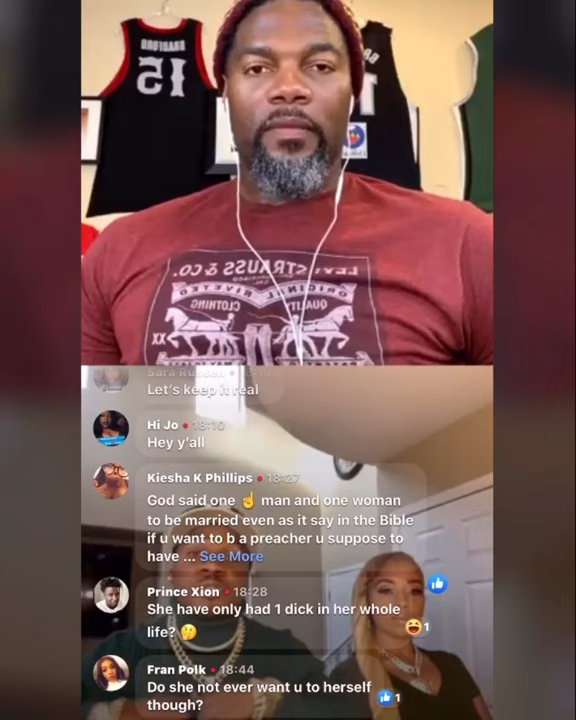 BRADFORD
15
LEVI STRAUSS & CO.
ORIGINAL RIVETED
QUALITY CLOTHING
XX
Sara Russell
Let's keep it real
Hi Jo • 18:10
Hey y'all
Kiesha K Phillips • 18:27
God said one ☝ man and one woman
to be married even as it say in the Bible
if u want to b a preacher u suppose to
have ... See More
Prince Xion • 18:28
She have only had 1 dick in her whole
life? 🤔
😆1
Fran Polk • 18:44
Do she not ever want u to herself
though?
👍1